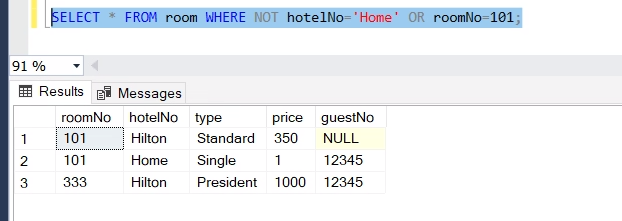 SELECT * FROM room WHERE NOT hotelNo='Home' OR roomNo=101;
91 %
Results Messages
roomNo hotelNo type price guestNo
1 101 Hilton Standard 350 NULL
2 101 Home Single 1 12345
3 333 Hilton President 1000 12345